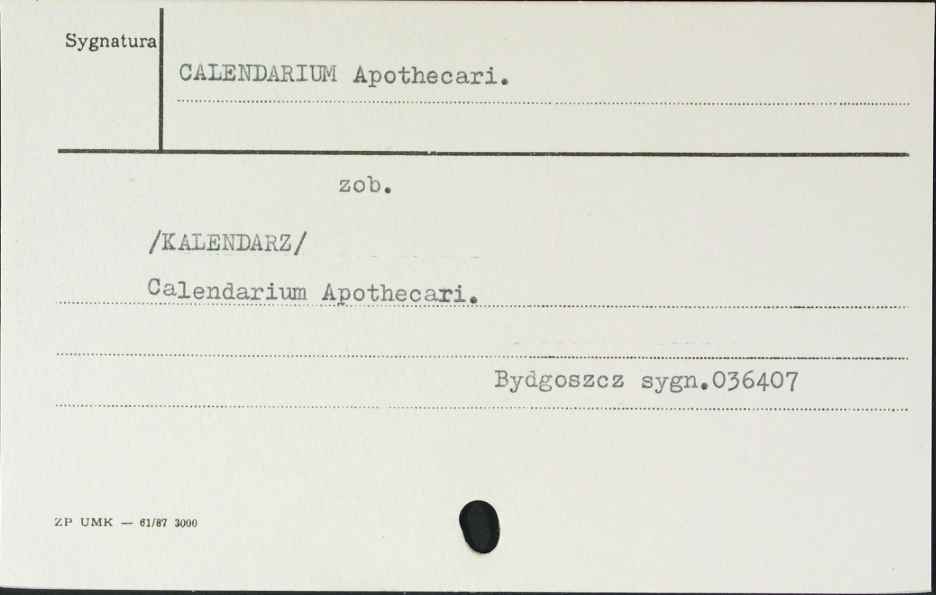 Sygnatura
CALENDARIUM Apothecari.
zob.
/KALENDARZ/
Calendarium Apothecari.
Bydgoszcz sygn.036407
ZP UMK — 61/87 3000